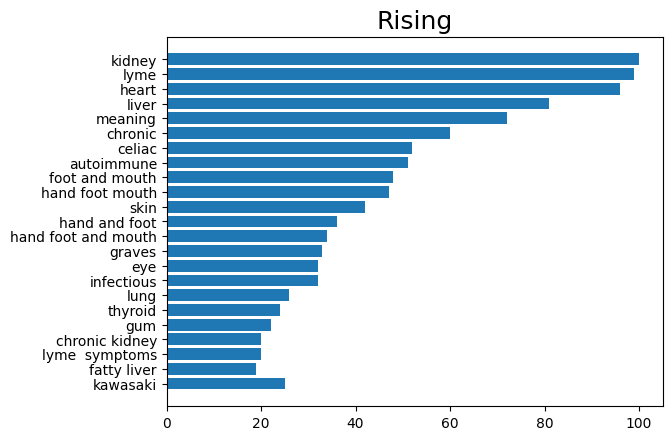 Rising
kidney
lyme
heart
liver
meaning
chronic
celiac
autoimmune
foot and mouth
hand foot mouth
skin
hand and foot
hand foot and mouth
graves
eye
infectious
lung
thyroid
gum
chronic kidney
lyme  symptoms
fatty liver
kawasaki
0 20 40 60 80 100